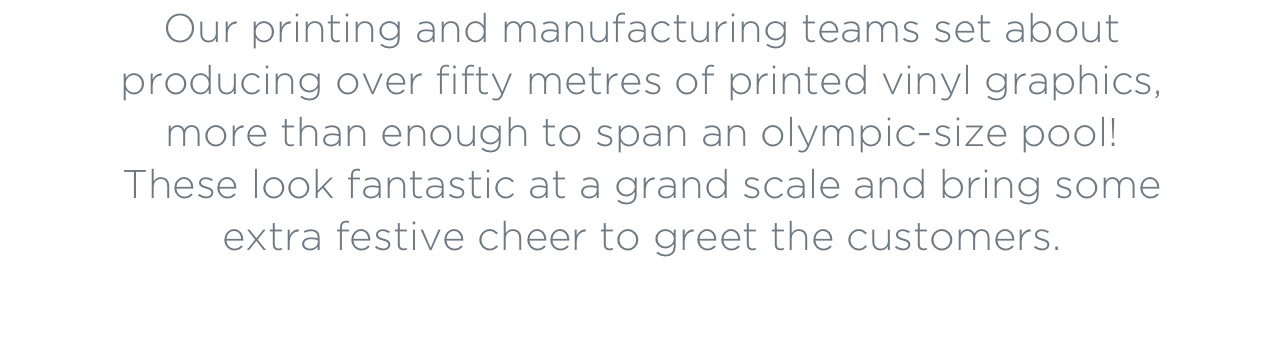 Our printing and manufacturing teams set about
producing over fifty metres of printed vinyl graphics,
more than enough to span an olympic-size pool!
These look fantastic at a grand scale and bring some
extra festive cheer to greet the customers.